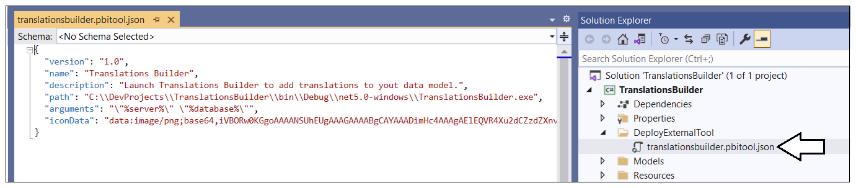 translationsbuilder.pbitool.json
Schema: <No Schema Selected>
{
"version": "1.0",
"name": "Translations Builder",
"description": "Launch Translations Builder to add translations to yout data model.",
"path": "C:\\DevProjects\\TranslationsBuilder\\bin\\Debug\\net5.0-windows\\TranslationsBuilder.exe",
"arguments": "\"%server%\" \"%database%\"",
"iconData": "data:image/png;base64,iVBORw0KGgoAAAANSUhEUgAAAGAAAABgCAYAAADimHc4AAAAgAElEQVR4Xu2dCZzdZXnv
}
Solution Explorer
Search Solution Explorer (Ctrl+;)
Solution 'TranslationsBuilder' (1 of 1 project)
C# TranslationsBuilder
Dependencies
Properties
DeployExternalTool
translationsbuilder.pbitool.json
Models
Resources